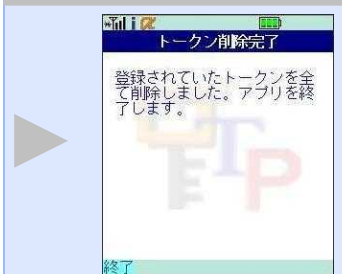 トークン削除完了
登録されていたトークンを全
て削除しました。アプリを終
了します。
OTP
終了